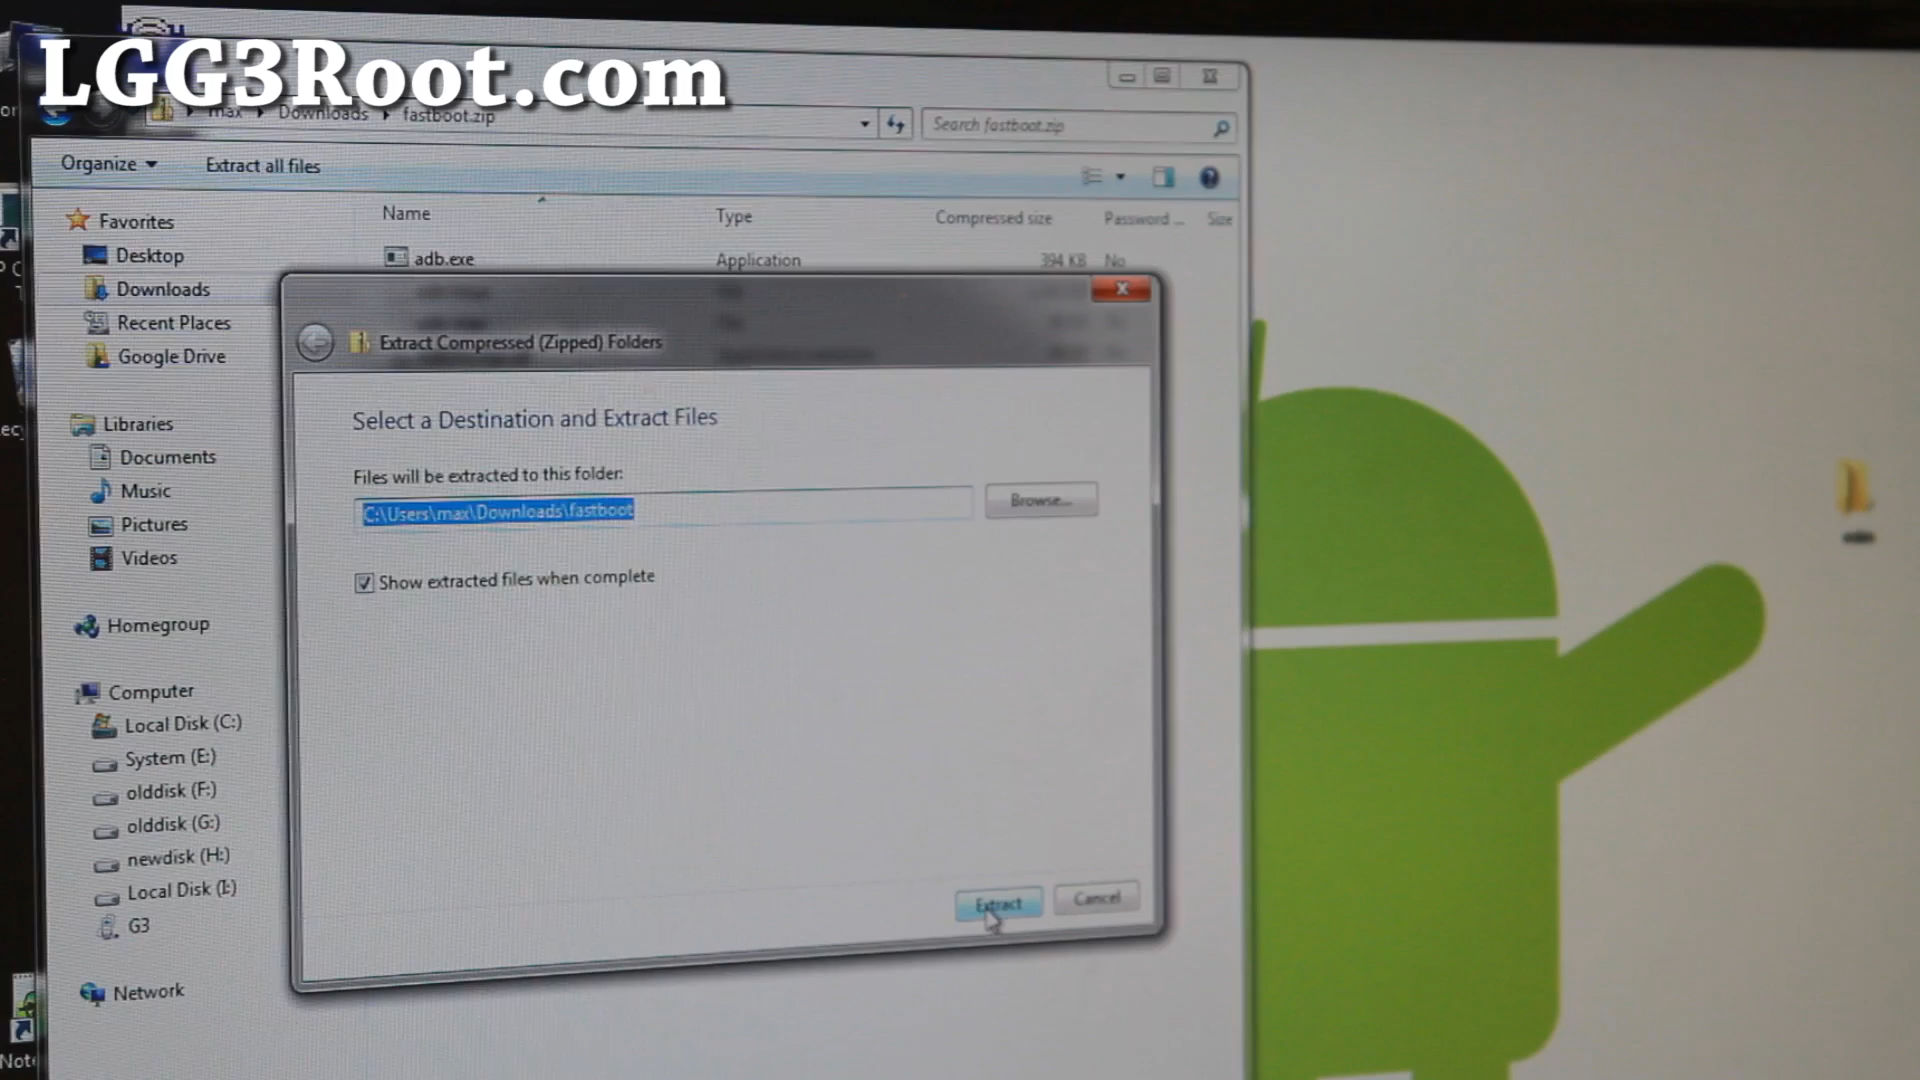 LGG3Root.com
max Downloads fastboot.zip
Search fastboot.zip
Organize
Extract all files
Name
Type
Compressed size
Password ...
Size
adb.exe
Application
394 KB
No
Favorites
Desktop
Downloads
Recent Places
Google Drive
Libraries
Documents
Music
Pictures
Videos
Homegroup
Computer
Local Disk (C:)
System (E:)
olddisk (F:)
olddisk (G:)
newdisk (H:)
Local Disk (I:)
G3
Network
Extract Compressed (Zipped) Folders
Select a Destination and Extract Files
Files will be extracted to this folder:
C:\Users\max\Downloads\fastboot
Browse...
Show extracted files when complete
Extract
Cancel